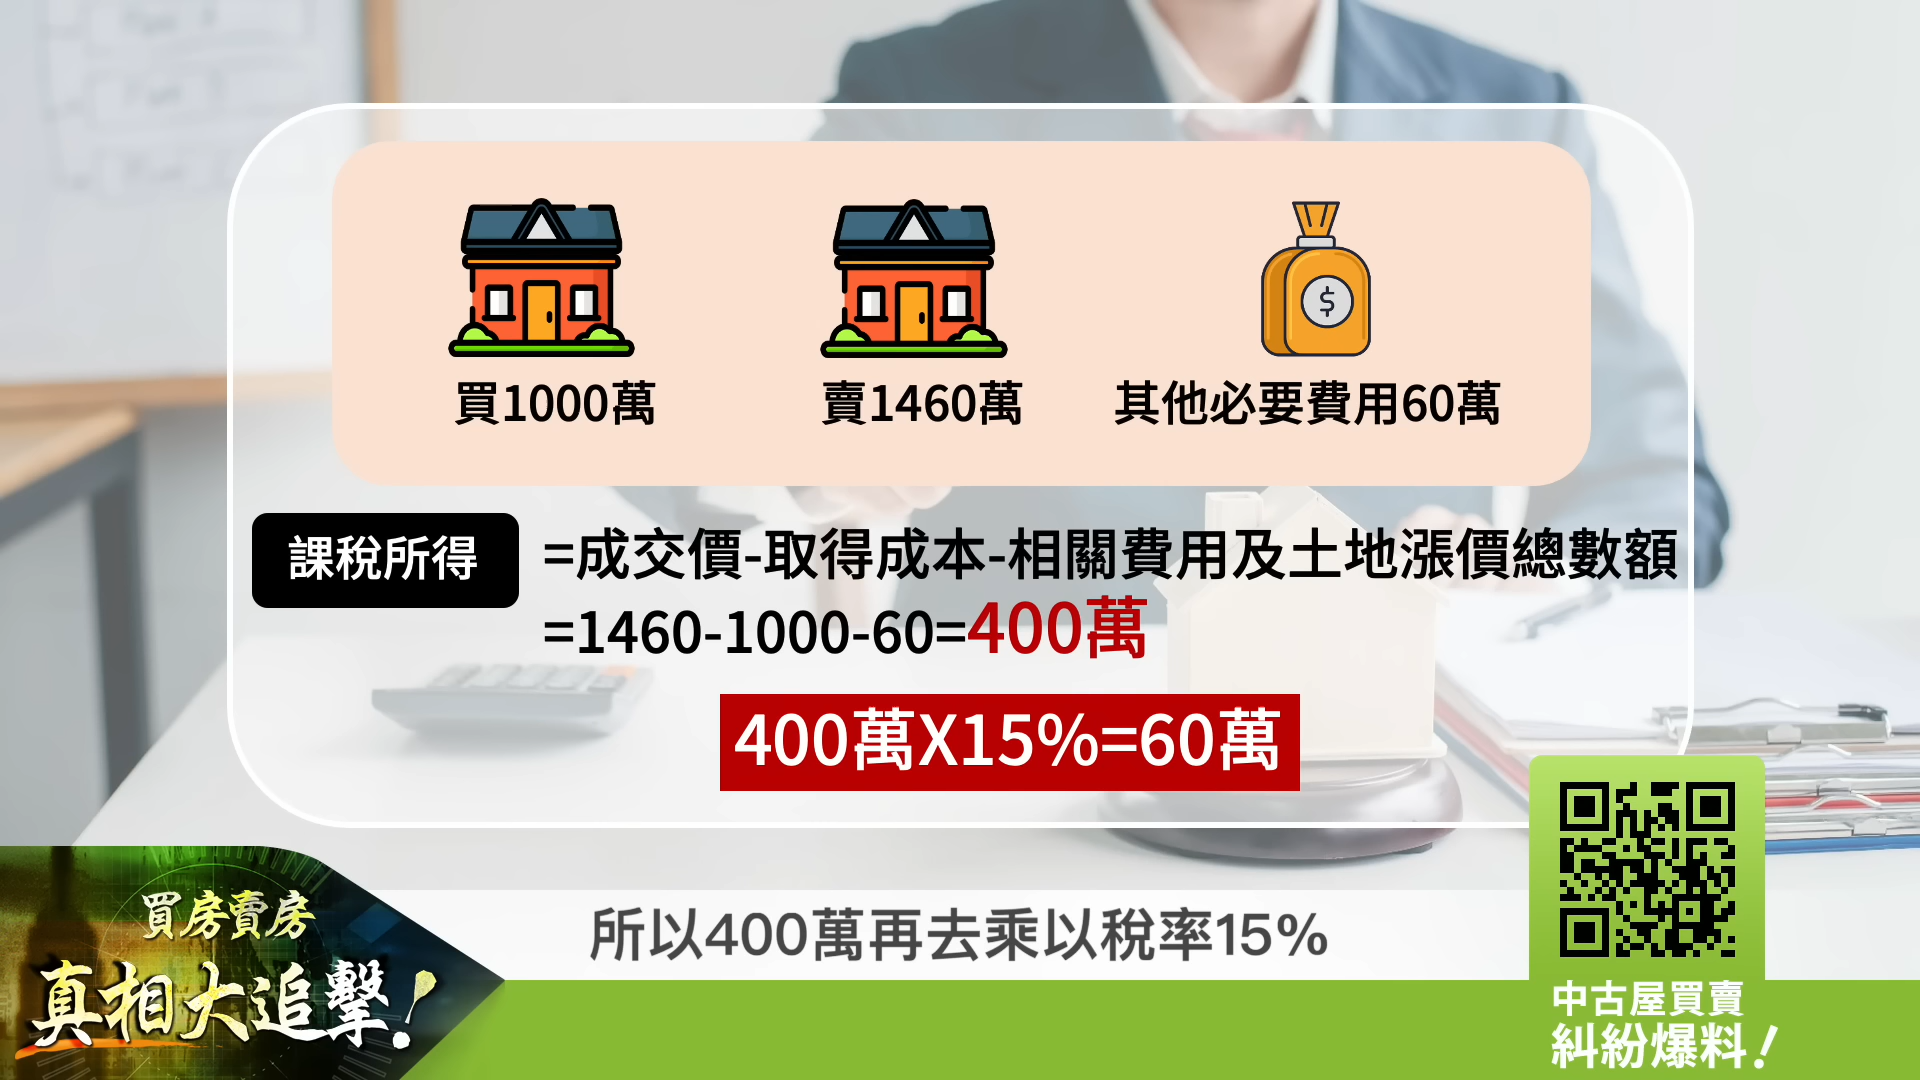 買1000萬
賣1460萬
其他必要費用60萬
課稅所得
=成交價-取得成本-相關費用及土地漲價總數額
=1460-1000-60=400萬
400萬X15%=60萬
所以400萬再去乘以稅率15%
買房賣房
真相大追擊!
中古屋買賣
糾紛爆料!